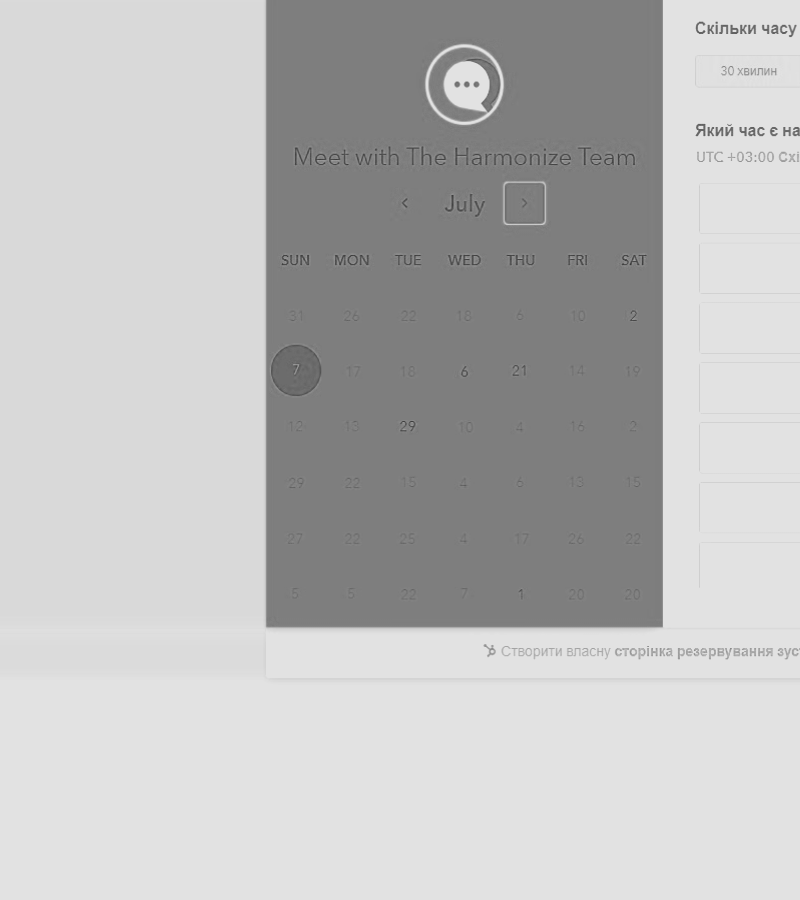 Скільки часу
30 хвилин
Який час є на
UTC +03:00 Схі
Meet with The Harmonize Team
July
SUN MON TUE WED THU FRI SAT
31 26 22 18 6 10 2
7 17 18 6 21 14 19
12 13 29 10 4 16 2
29 22 15 4 6 13 15
27 22 25 4 17 26 22
5 5 22 7 1 20 20
Створити власну сторінка резервування зус